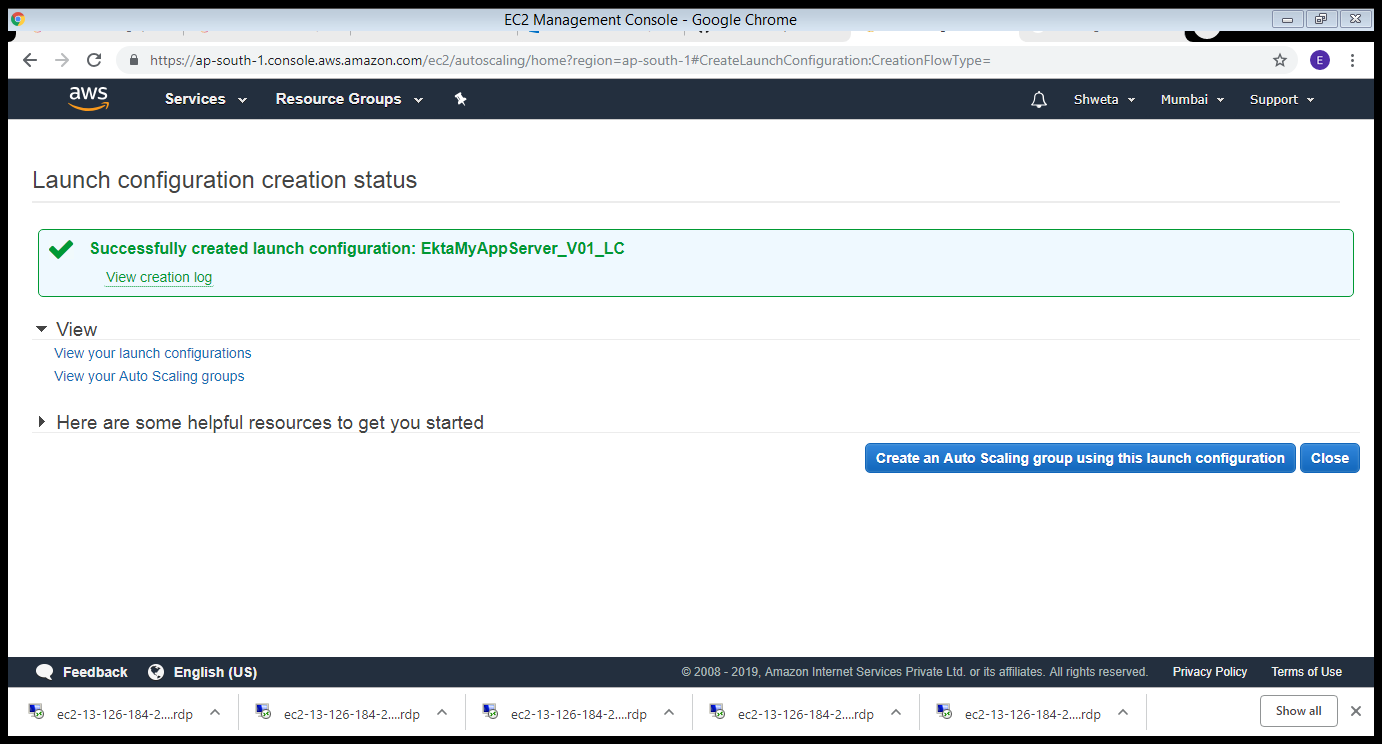 EC2 Management Console - Google Chrome
https://ap-south-1.console.aws.amazon.com/ec2/autoscaling/home?region=ap-south-1#CreateLaunchConfiguration:CreationFlowType=
E
aws Services Resource Groups Shweta Mumbai Support
Launch configuration creation status
Successfully created launch configuration: EktaMyAppServer_V01_LC
View creation log
View
View your launch configurations
View your Auto Scaling groups
Here are some helpful resources to get you started
Create an Auto Scaling group using this launch configuration Close
Feedback English (US) © 2008 - 2019, Amazon Internet Services Private Ltd. or its affiliates. All rights reserved. Privacy Policy Terms of Use
ec2-13-126-184-2....rdp ec2-13-126-184-2....rdp ec2-13-126-184-2....rdp ec2-13-126-184-2....rdp ec2-13-126-184-2....rdp Show all